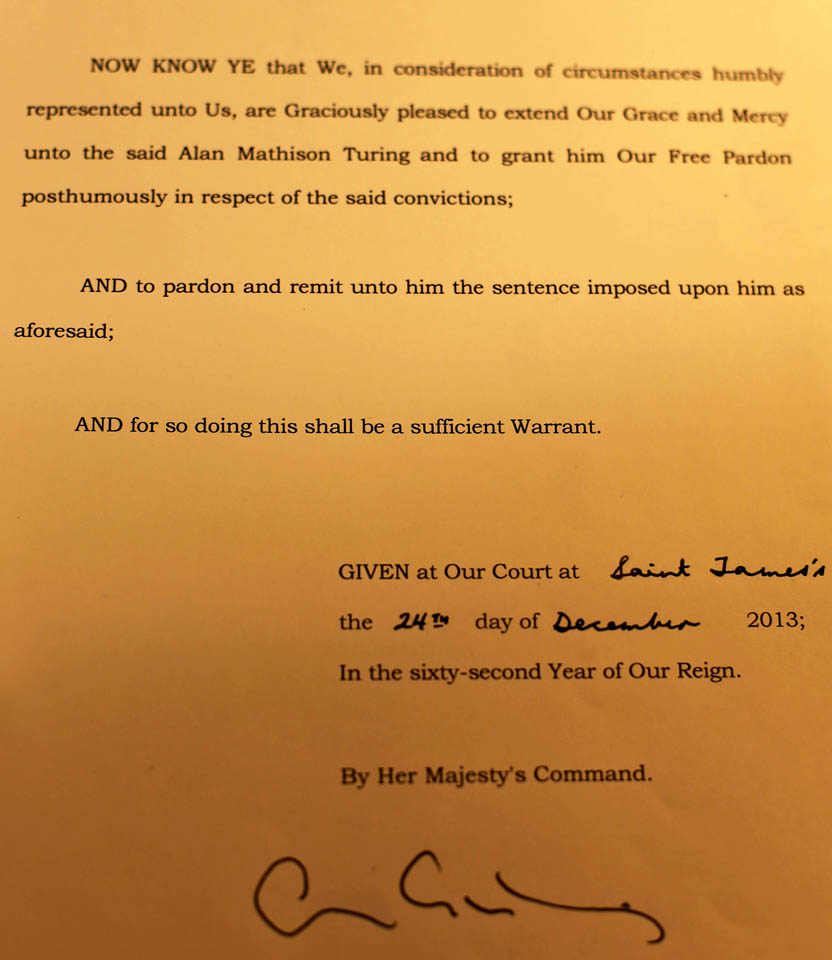 NOW KNOW YE that We, in consideration of circumstances humbly
represented unto Us, are Graciously pleased to extend Our Grace and Mercy
unto the said Alan Mathison Turing and to grant him Our Free Pardon
posthumously in respect of the said convictions;
AND to pardon and remit unto him the sentence imposed upon him as
aforesaid;
AND for so doing this shall be a sufficient Warrant.
GIVEN at Our Court at Saint James's
the 24TH day of December 2013;
In the sixty-second Year of Our Reign.
By Her Majesty's Command.